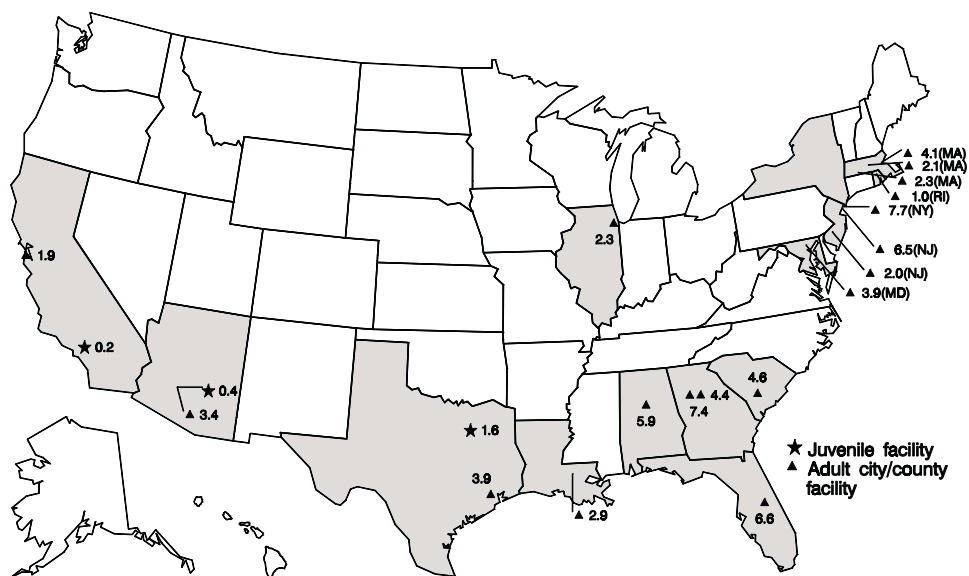 4.1(MA)
2.1(MA)
2.3(MA)
1.0(RI)
7.7(NY)
2.3
6.5(NJ)
1.9
2.0(NJ)
3.9(MD)
0.2
4.6
0.4
4.4
3.4
7.4
5.9
1.6
Juvenile facility
Adult city/county
facility
3.9
2.9
6.6